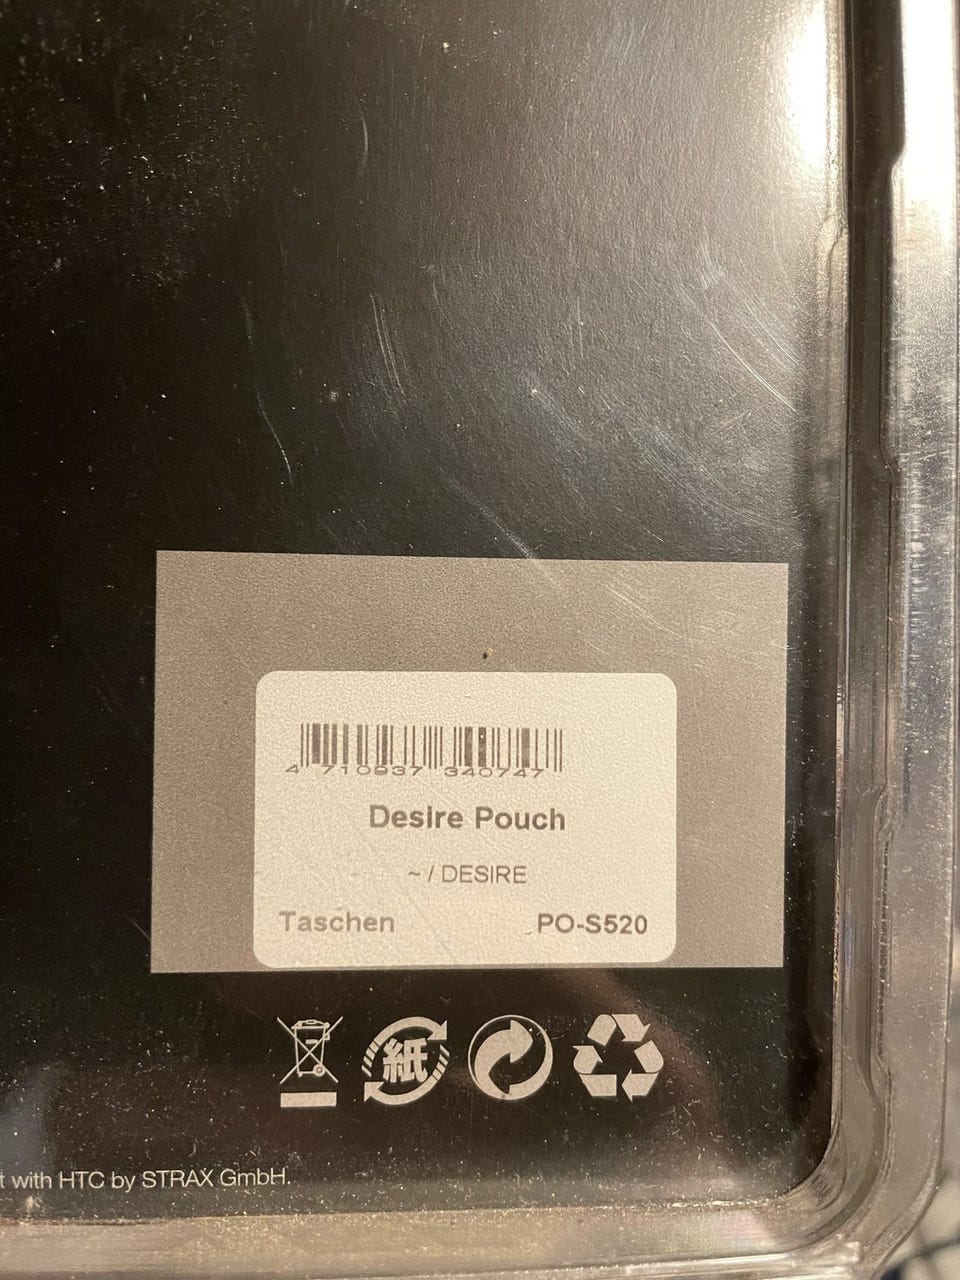 4 710937 340747
Desire Pouch
~ / DESIRE
Taschen PO-S520
紙
t with HTC by STRAX GmbH.